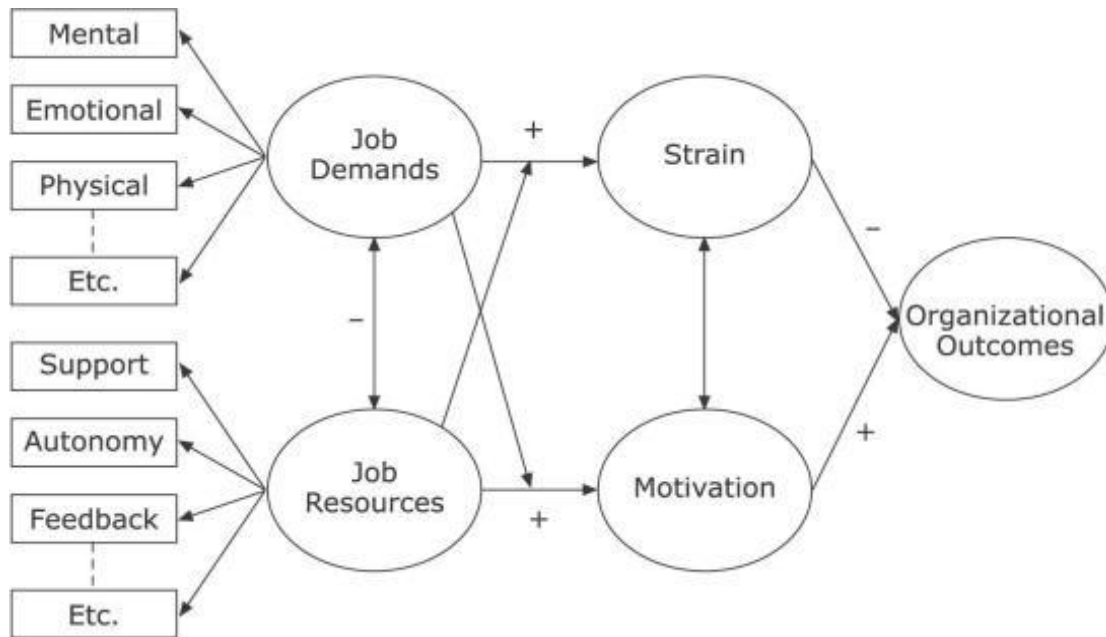 Mental
Emotional
Physical
Etc.
Support
Autonomy
Feedback
Etc.
Job
Demands
Job
Resources
+
–
+
Strain
Motivation
–
+
Organizational
Outcomes